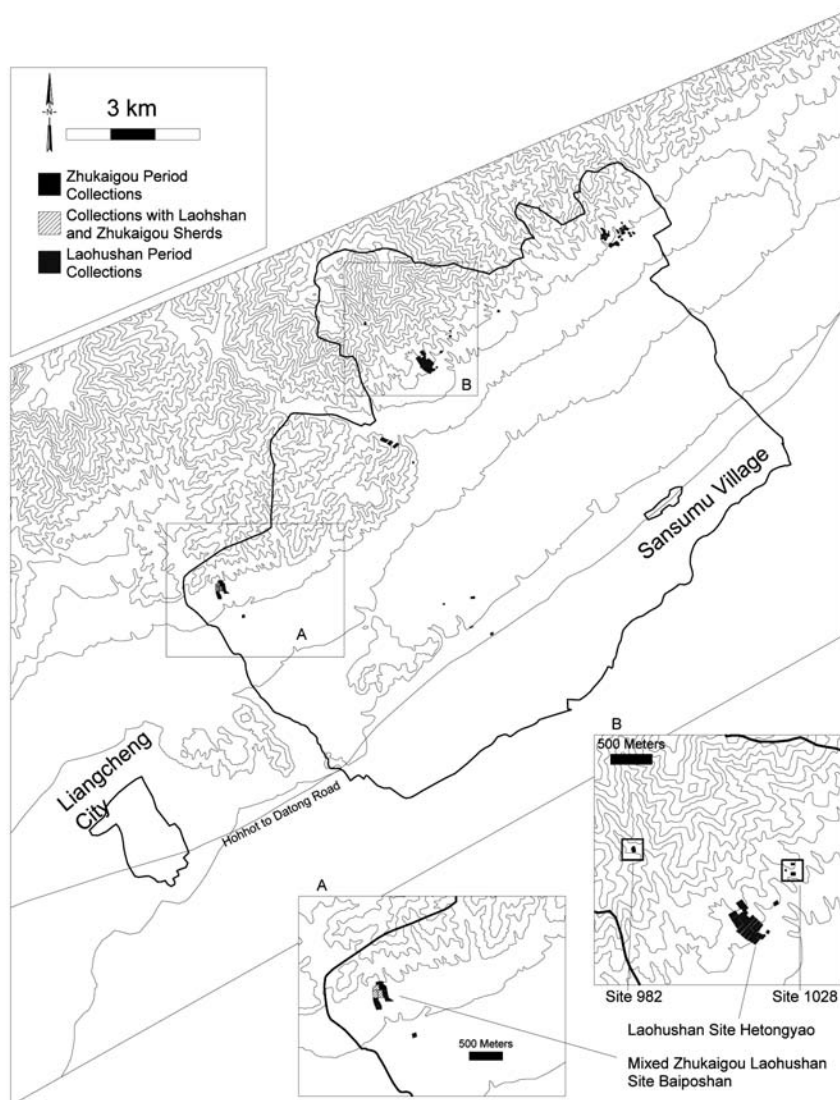 N
3 km
Zhukaigou Period
Collections
Collections with Laohshan
and Zhukaigou Sherds
Laohushan Period
Collections
B
Sansumu Village
A
Liangcheng
City
Hohhot to Datong Road
B
500 Meters
A
500 Meters
Site 982
Site 1028
Laohushan Site Hetongyao
Mixed Zhukaigou Laohushan
Site Baiposhan